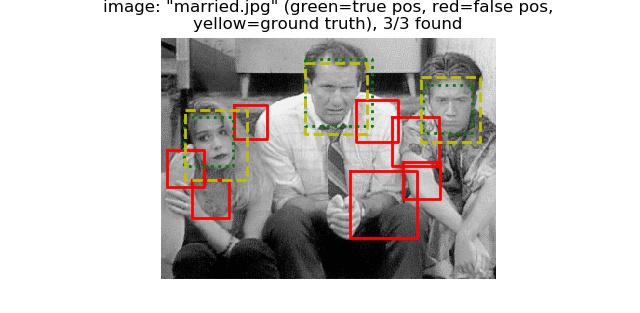 image: "married.jpg" (green=true pos, red=false pos,
yellow=ground truth), 3/3 found